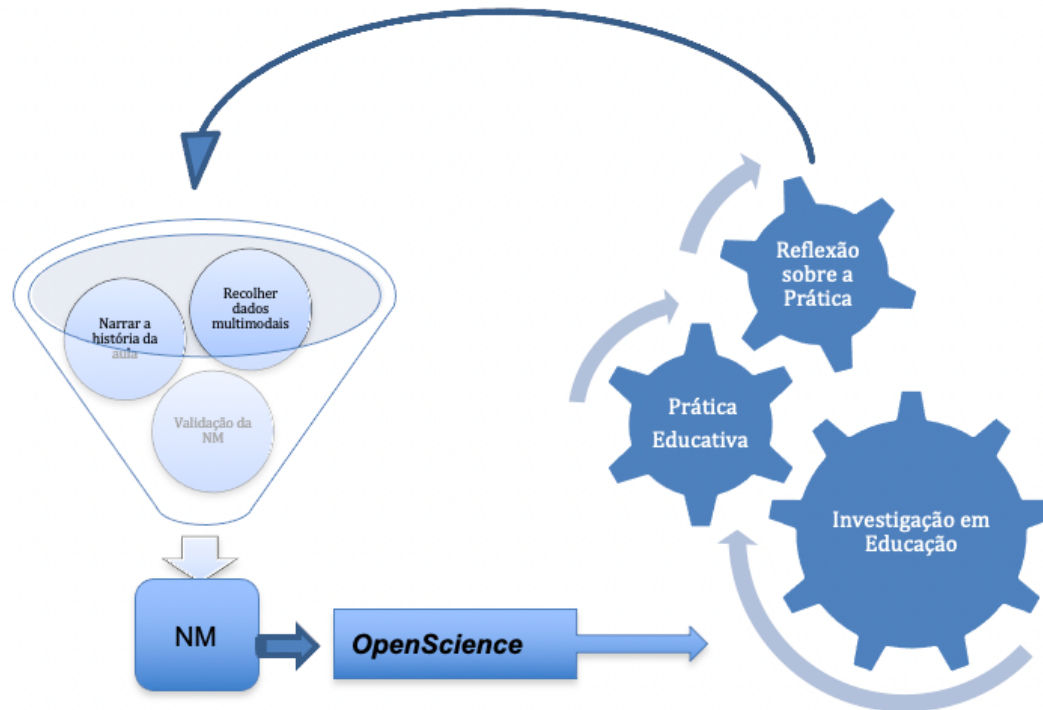 Recolher
dados
multimodais
Narrar a
história da
aula
Validação da
NM
NM
OpenScience
Reflexão
sobre a
Prática
Prática
Educativa
Investigação em
Educação